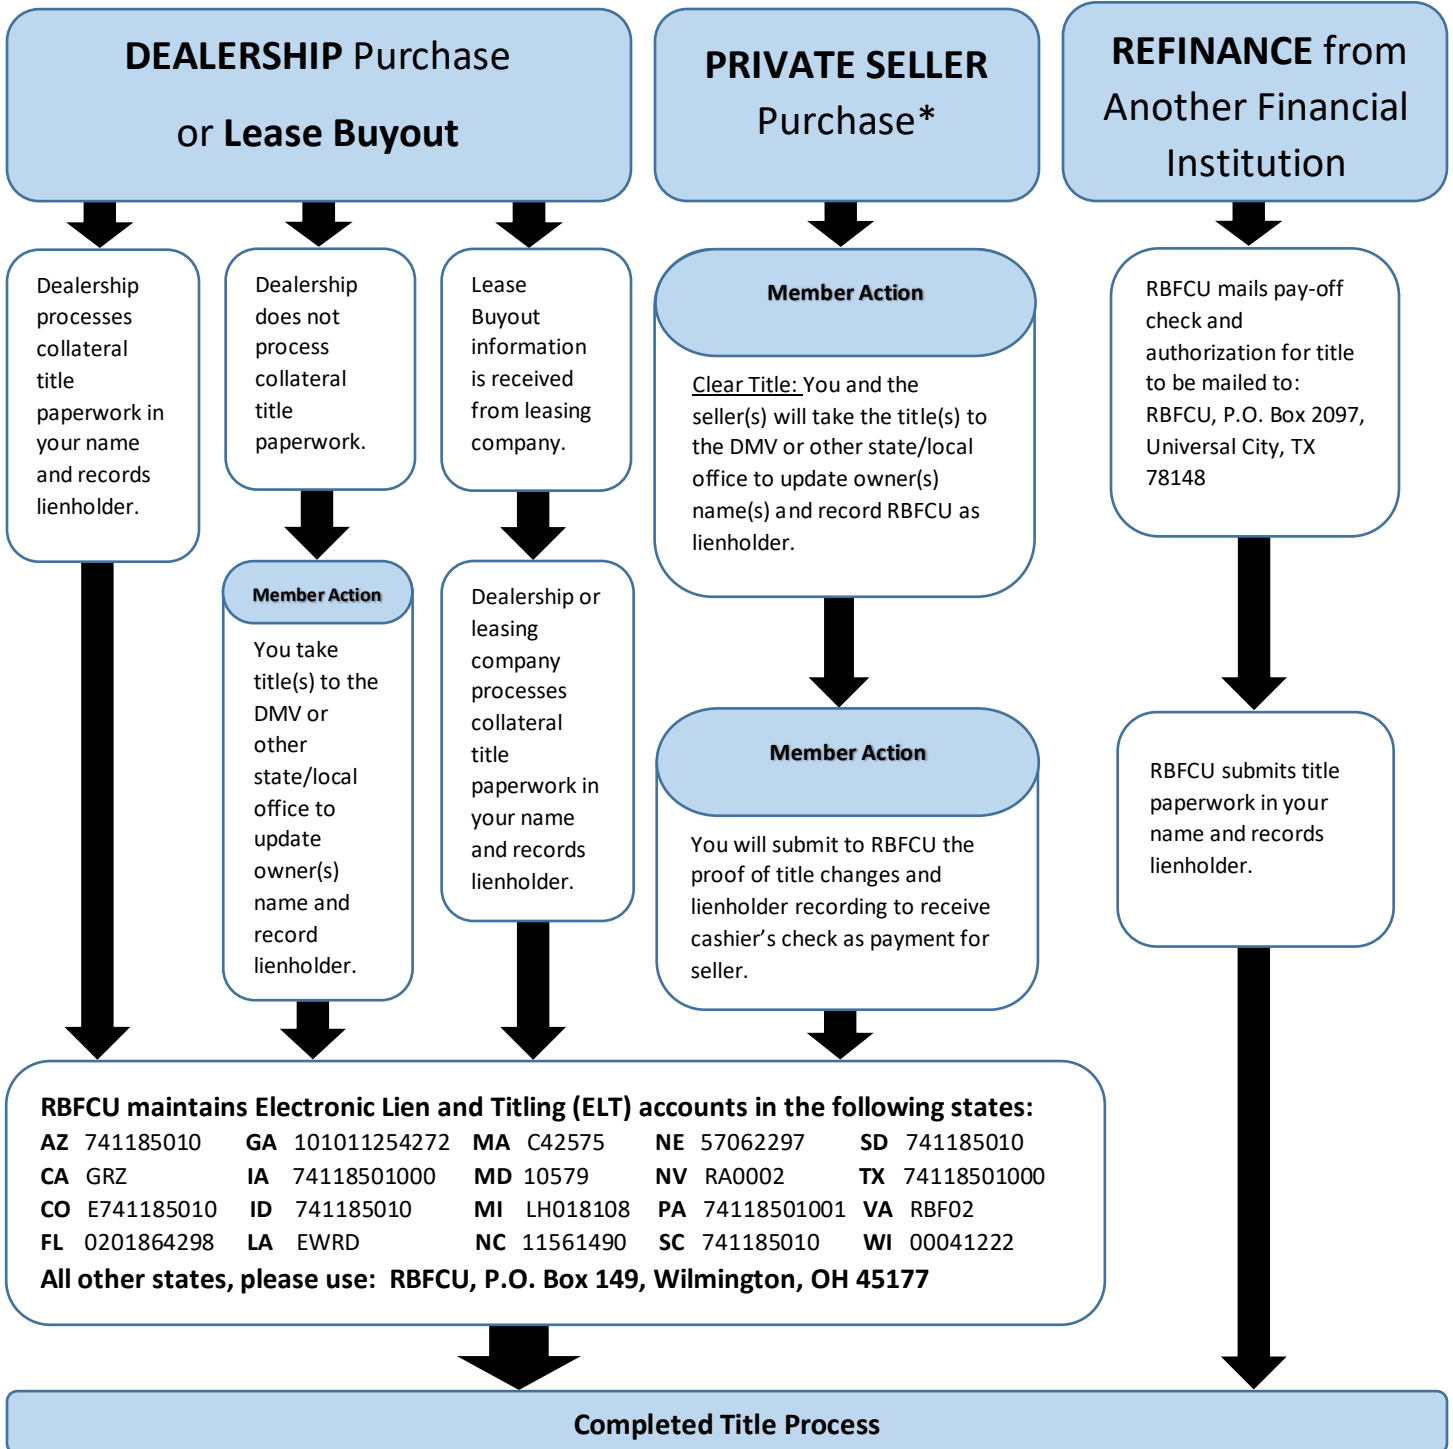 DEALERSHIP Purchase
or Lease Buyout
Dealership
processes
collateral
title
paperwork in
your name
and records
lienholder.
Dealership
does not
process
collateral
title
paperwork.
Member Action
You take
title(s) to the
DMV or
other
state/local
office to
update
owner(s)
name and
record
lienholder.
Lease
Buyout
information
is received
from leasing
company.
Dealership or
leasing
company
processes
collateral
title
paperwork in
your name
and records
lienholder.
PRIVATE SELLER
Purchase*
Member Action
Clear Title: You and the
seller(s) will take the title(s) to
the DMV or other state/local
office to update owner(s)
name(s) and record RBFCU as
lienholder.
Member Action
You will submit to RBFCU the
proof of title changes and
lienholder recording to receive
cashier’s check as payment for
seller.
REFINANCE from
Another Financial
Institution
RBFCU mails pay-off
check and
authorization for title
to be mailed to:
RBFCU, P.O. Box 2097,
Universal City, TX
78148
RBFCU submits title
paperwork in your
name and records
lienholder.
RBFCU maintains Electronic Lien and Titling (ELT) accounts in the following states:
AZ 741185010 GA 101011254272 MA C42575 NE 57062297 SD 741185010
CA GRZ IA 74118501000 MD 10579 NV RA0002 TX 74118501000
CO E741185010 ID 741185010 MI LH018108 PA 74118501001 VA RBF02
FL 0201864298 LA EWRD NC 11561490 SC 741185010 WI 00041222
All other states, please use: RBFCU, P.O. Box 149, Wilmington, OH 45177
Completed Title Process